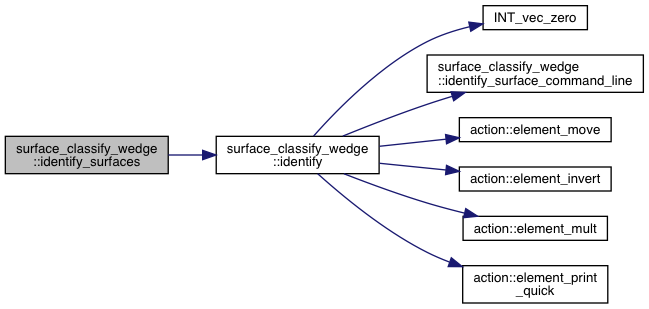 surface_classify_wedge
::identify_surfaces
surface_classify_wedge
::identify
INT_vec_zero
surface_classify_wedge
::identify_surface_command_line
action::element_move
action::element_invert
action::element_mult
action::element_print
_quick